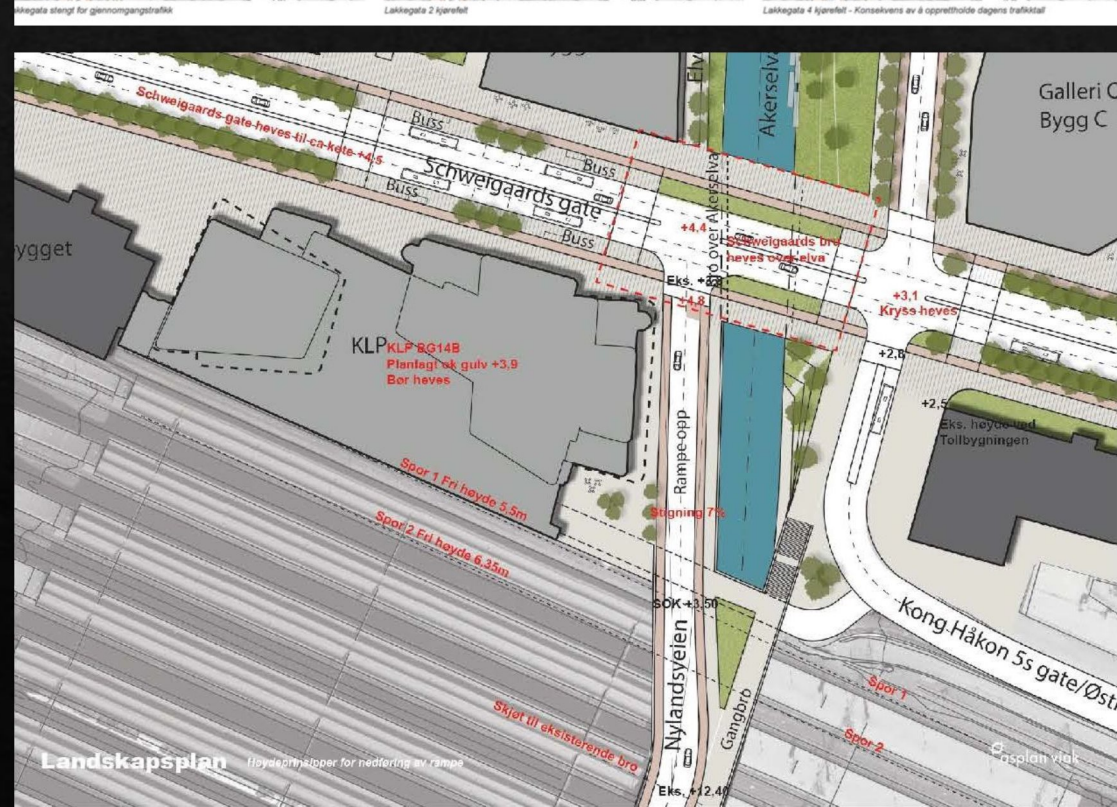 Lakkegata 2 kjørefelt
Lakkegata 4 kjørefelt - Konsekvens av å opprettholde dagens trafikktall
Akerselva
Galleri
Bygg C
Schweigaards gate heves til ca kote +4,5
Buss
Buss
Buss
Buss
Schweigaards gate
bro over Akerselva
+4,4
Schweigaards bru
heves over elva
+4,8
+3,1
Kryss heves
+2,8
+2,5
Eks. høyde ved
Tollbygningen
KLP
KLP BG14B
Planlagt ok gulv +3,9
Bør heves
Spor 1 Fri høyde 5,5m
Spor 2 Fri høyde 6,35m
Rampe opp
Stigning 7%
SOK +3,50
Nylandsveien
Gangbro
Kong Håkon 5s gate/
Spor 1
Spor 2
Skjøt til eksisterende bro
Eks. +12,40
Landskapsplan
Høydeprinsipper for nedføring av rampe
asplan viak